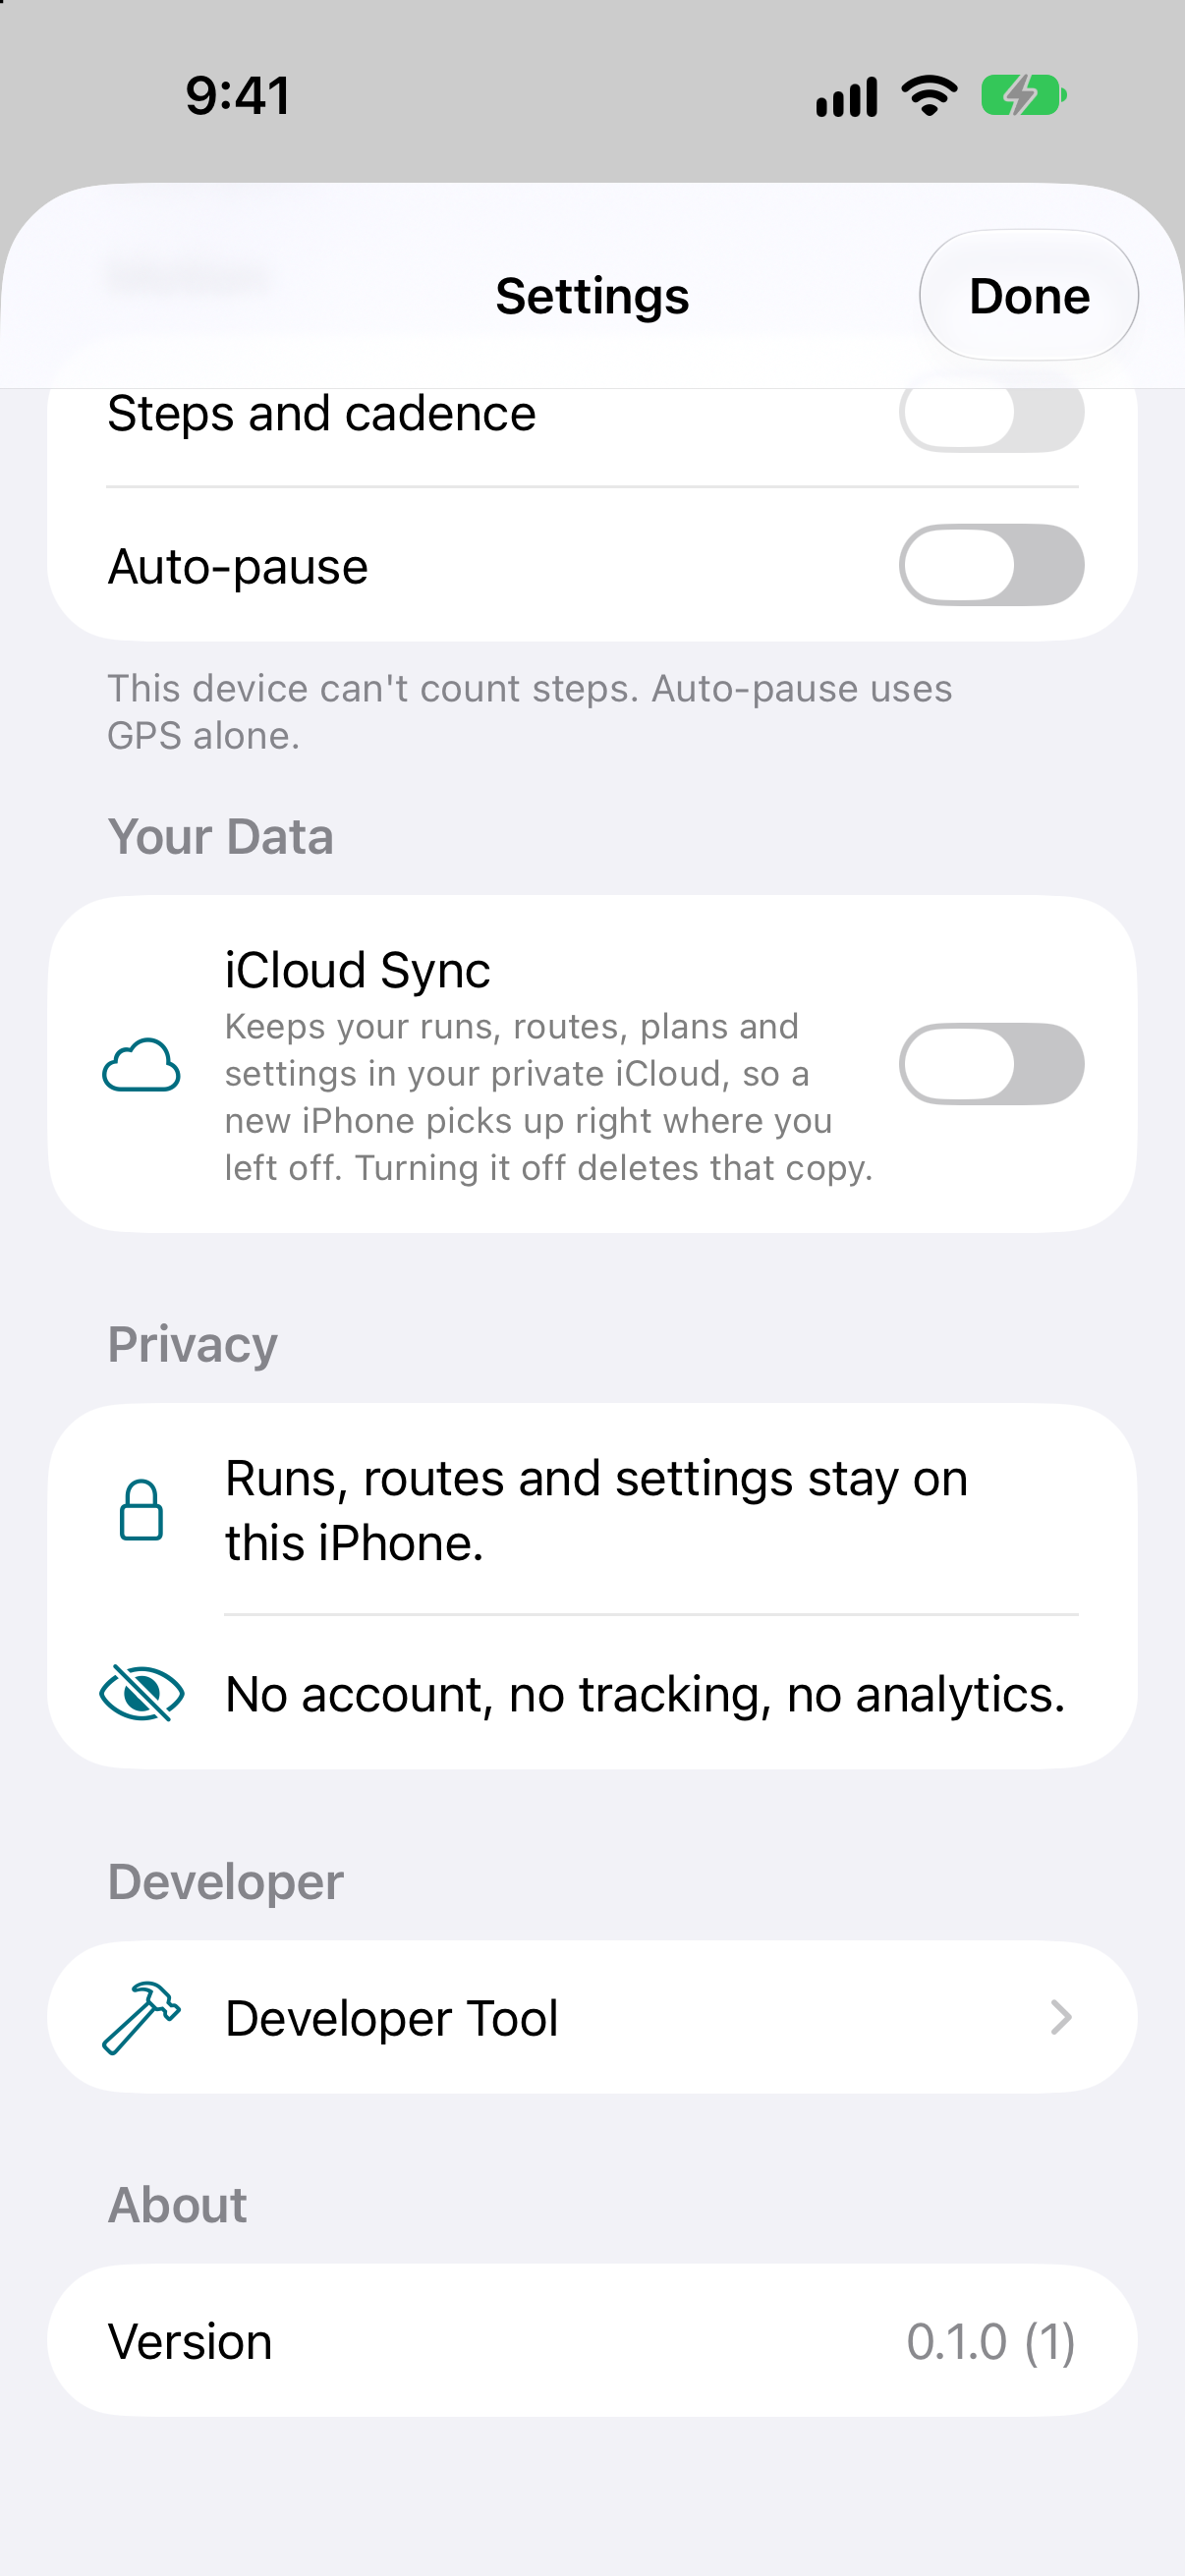 9:41
Settings
Done
Steps and cadence
Auto-pause
This device can't count steps. Auto-pause uses
GPS alone.
Your Data
iCloud Sync
Keeps your runs, routes, plans and
settings in your private iCloud, so a
new iPhone picks up right where you
left off. Turning it off deletes that copy.
Privacy
Runs, routes and settings stay on
this iPhone.
No account, no tracking, no analytics.
Developer
Developer Tool
About
Version
0.1.0 (1)